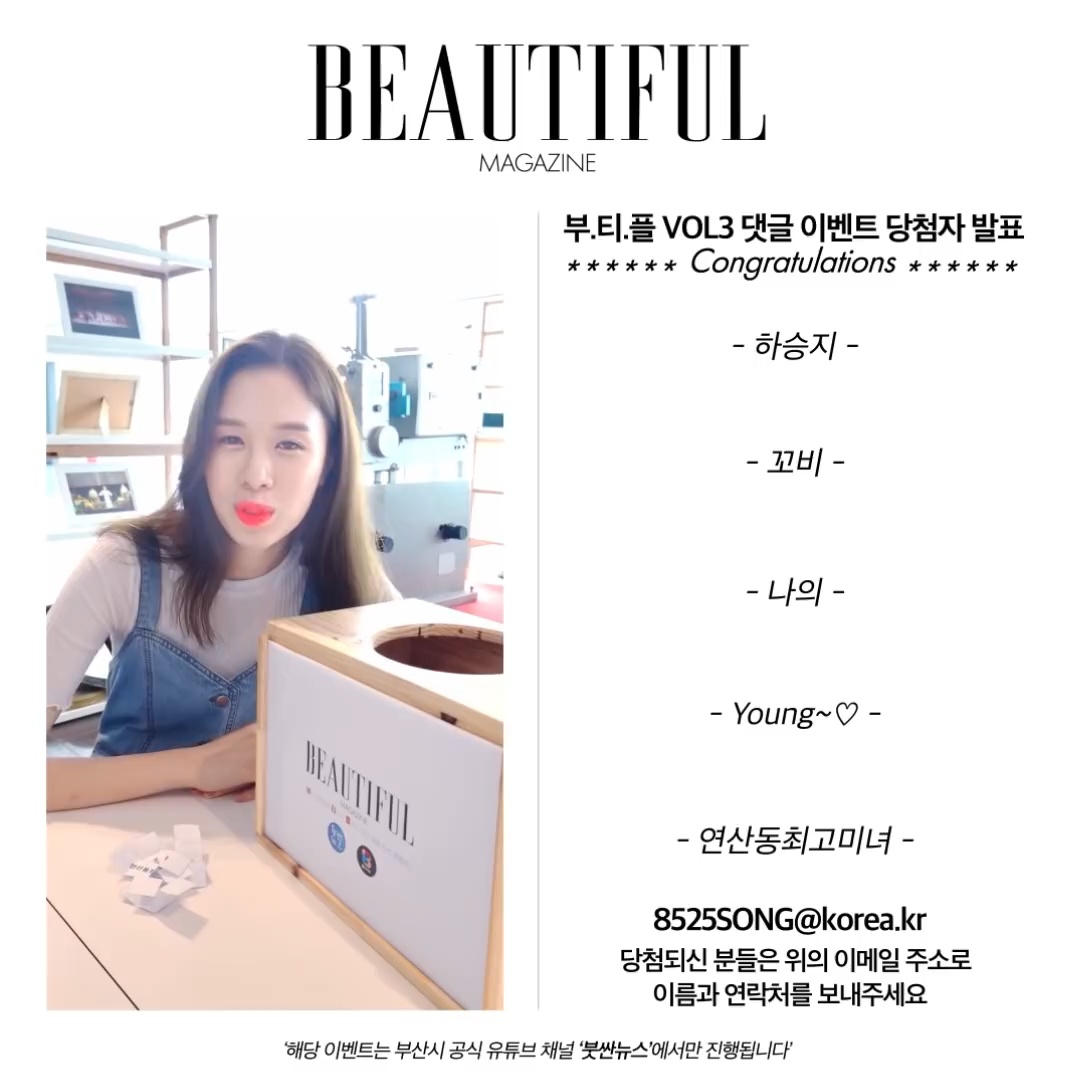 BEAUTIFUL
MAGAZINE
부.티.플 VOL3 댓글 이벤트 당첨자 발표
****** Congratulations ******
- 하승지 -
- 꼬비 -
- 나의 -
- Young~♡ -
- 연산동최고미녀 -
8525SONG@korea.kr
당첨되신 분들은 위의 이메일 주소로
이름과 연락처를 보내주세요
BEAUTIFUL
MAGAZINE
‘해당 이벤트는 부산시 공식 유튜브 채널 ‘붓싼뉴스’에서만 진행됩니다’